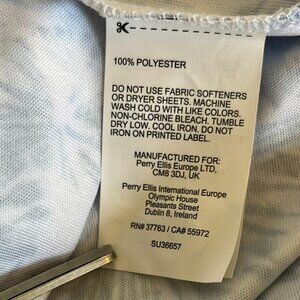 100% POLYESTER
DO NOT USE FABRIC SOFTENERS
OR DRYER SHEETS. MACHINE
WASH COLD WITH LIKE COLORS.
NON-CHLORINE BLEACH. TUMBLE
DRY LOW. COOL IRON. DO NOT
IRON ON PRINTED LABEL.
MANUFACTURED FOR:
Perry Ellis Europe LTD,
CM8 3DJ, UK
Perry Ellis International Europe
Olympic House
Pleasants Street
Dublin 8, Ireland
RN# 37763 / CA# 55972
SU36657